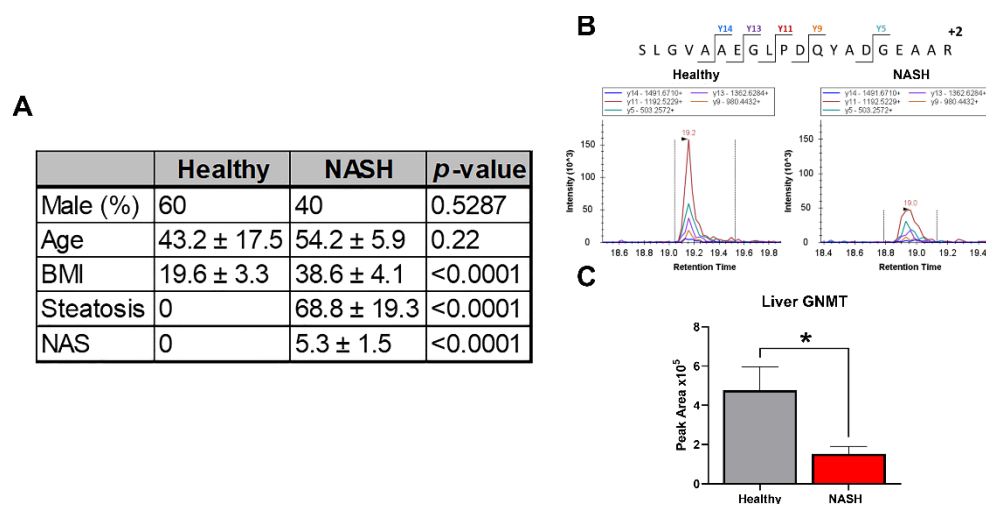 A
Healthy NASH p-value
Male (%) 60 40 0.5287
Age 43.2 ± 17.5 54.2 ± 5.9 0.22
BMI 19.6 ± 3.3 38.6 ± 4.1 <0.0001
Steatosis 0 68.8 ± 19.3 <0.0001
NAS 0 5.3 ± 1.5 <0.0001
B
Y14 Y13 Y11 Y9 Y5
S L G V A A E G L P D Q Y A D G E A A R +2
Healthy
y14 - 1491.6710+ y13 - 1362.6284+
y11 - 1192.5229+ y9 - 980.4432+
y5 - 503.2572+
Intensity (10^3)
150
100
50
0
19.2
18.6 18.8 19.0 19.2 19.4 19.6 19.8
Retention Time
NASH
y14 - 1491.6710+ y13 - 1362.6284+
y11 - 1192.5229+ y9 - 980.4432+
y5 - 503.2572+
Intensity (10^3)
150
100
50
0
19.0
18.4 18.6 18.8 19.0 19.2 19.4
Retention Time
C
Liver GNMT
Peak Area x10⁵
8
6
4
2
0
*
Healthy NASH